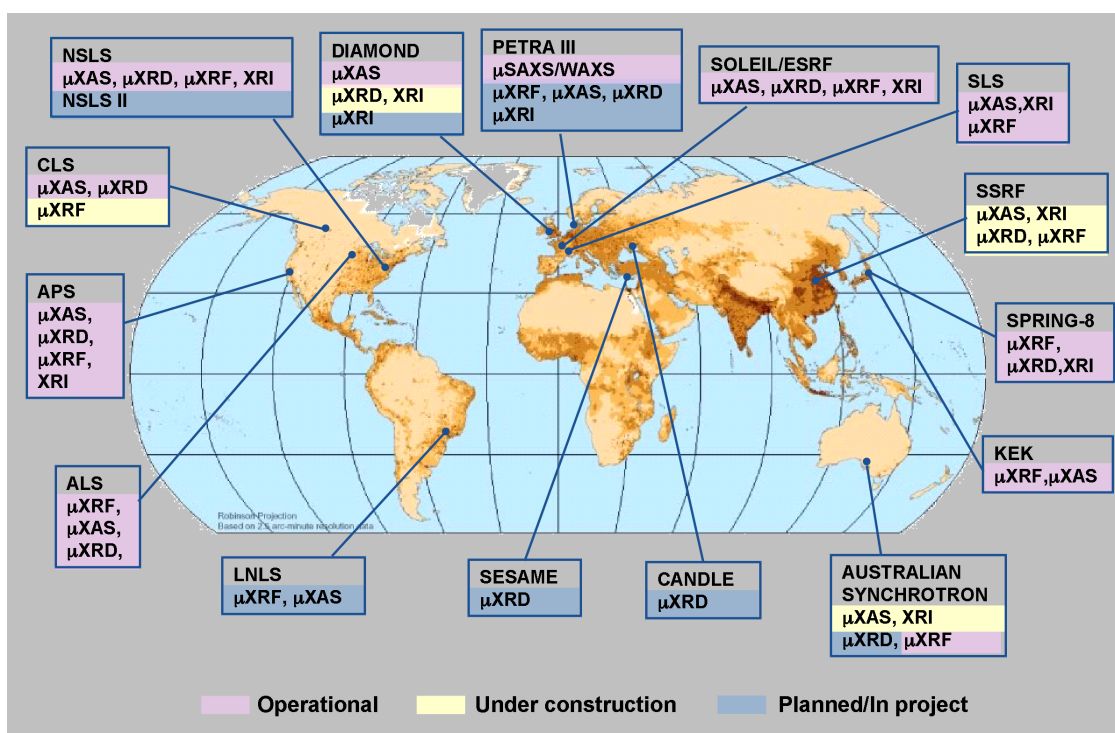 NSLS
μXAS, μXRD, μXRF, XRI
NSLS II
DIAMOND
μXAS
μXRD, XRI
μXRI
PETRA III
μSAXS/WAXS
μXRF, μXAS, μXRD
μXRI
SOLEIL/ESRF
μXAS, μXRD, μXRF, XRI
SLS
μXAS,XRI
μXRF
CLS
μXAS, μXRD
μXRF
SSRF
μXAS, XRI
μXRD, μXRF
APS
μXAS,
μXRD,
μXRF,
XRI
SPRING-8
μXRF,
μXRD,XRI
KEK
μXRF,μXAS
ALS
μXRF,
μXAS,
μXRD,
Robinson Projection
Based on 2.5 arc-minute resolution data
LNLS
μXRF, μXAS
SESAME
μXRD
CANDLE
μXRD
AUSTRALIAN
SYNCHROTRON
μXAS, XRI
μXRD, μXRF
Operational
Under construction
Planned/In project